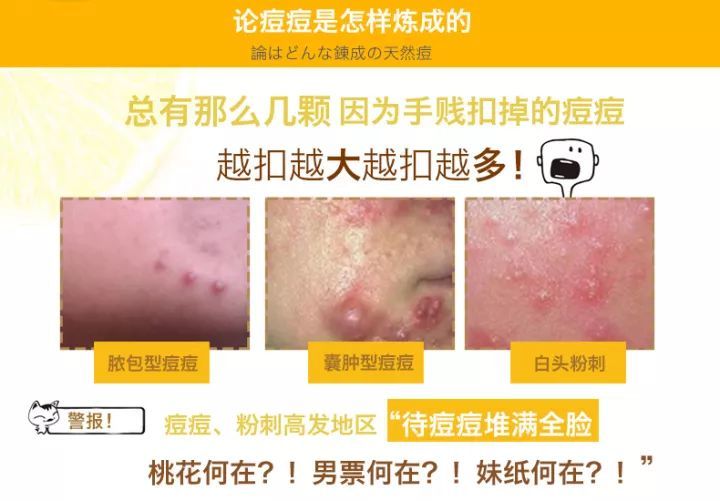 论痘痘是怎样炼成的
論はどんな鍊成の天然痘
总有那么几颗 因为手贱扣掉的痘痘
越扣越大越扣越多！
脓包型痘痘
囊肿型痘痘
白头粉刺
警报！
痘痘、粉刺高发地区 “待痘痘堆满全脸
桃花何在？！男票何在？！妹纸何在？！”